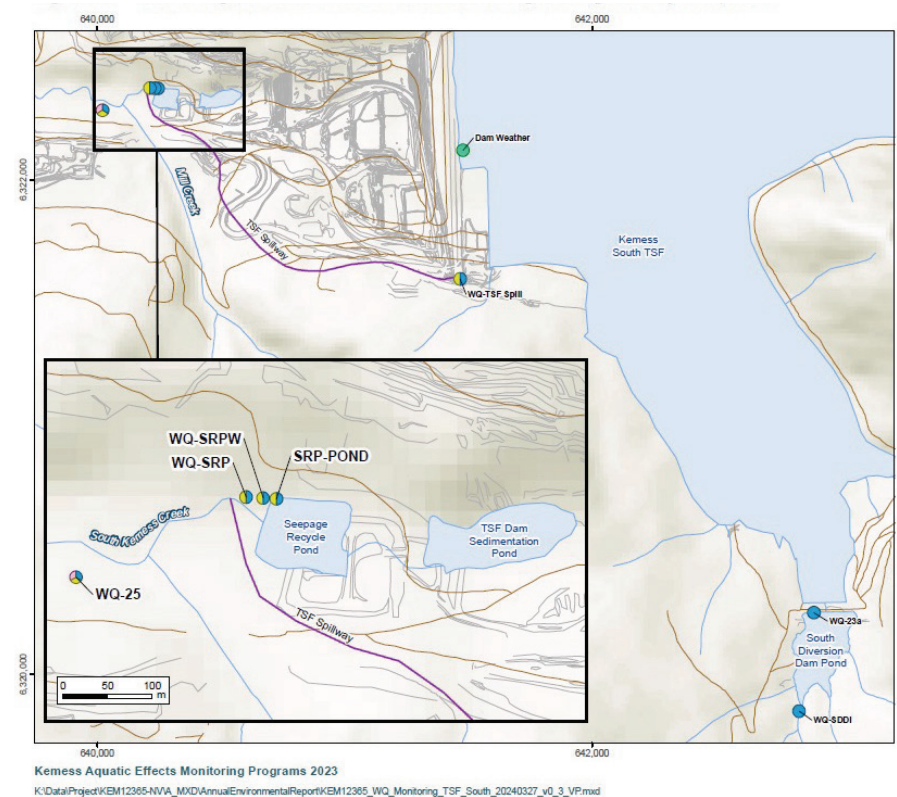 640,000
642,000
6,322,000
Dam Weather
Mill Creek
TSF Spillway
Kemess
South TSF
WQ-TSF Spill
WQ-SRPW
WQ-SRP
SRP-POND
South Kemess Creek
Seepage
Recycle
Pond
TSF Dam
Sedimentation
Pond
WQ-25
TSF Spillway
0 50 100
m
WQ-23a
South
Diversion
Dam Pond
6,320,000
WQ-SDDI
640,000
642,000
Kemess Aquatic Effects Monitoring Programs 2023
K:\Data\Project\KEM12365-NVA_MXD\AnnualEnvironmentalReport\KEM12365_WQ_Monitoring_TSF_South_20240327_v0_3_VP.mxd